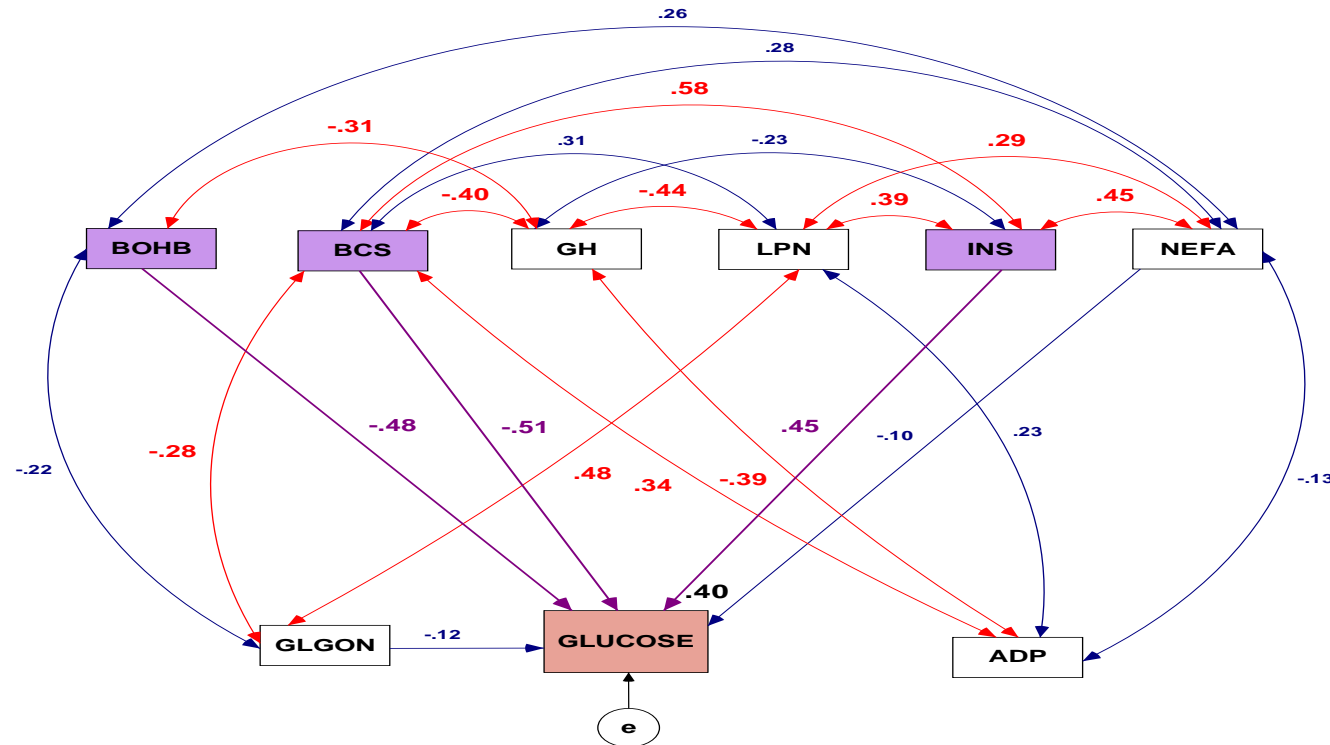 .26
.28
.58
-.31
.31
-.23
.29
-.40
-.44
.39
.45
BOHB
BCS
GH
LPN
INS
NEFA
-.48
-.51
.45
-.10
.23
-.28
-.22
.48
.34
-.39
-.13
.40
-.12
GLGON
GLUCOSE
ADP
e